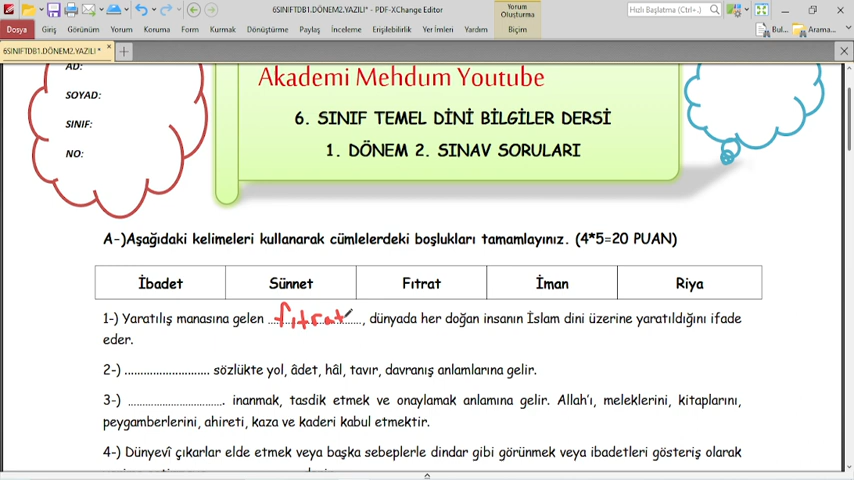 6SINIFTDB1.DÖNEM2.YAZILI* - PDF-XChange Editor
Yorum Oluşturma
Hızlı Başlatma (Ctrl+.)
Dosya Giriş Görünüm Yorum Koruma Form Kurmak Dönüştürme Paylaş İnceleme Erişilebilirlik Yer İmleri Yardım Biçim Bul... Arama...
6SINIFTDB1.DÖNEM2.YAZILI *
AD:
SOYAD:
SINIF:
NO:
Akademi Mehdum Youtube
6. SINIF TEMEL DİNİ BİLGİLER DERSİ
1. DÖNEM 2. SINAV SORULARI
A-)Aşağıdaki kelimeleri kullanarak cümlelerdeki boşlukları tamamlayınız. (4*5=20 PUAN)
İbadet Sünnet Fıtrat İman Riya
1-) Yaratılış manasına gelen fıtrat, dünyada her doğan insanın İslam dini üzerine yaratıldığını ifade
eder.
2-) .......................... sözlükte yol, âdet, hâl, tavır, davranış anlamlarına gelir.
3-) .............................. inanmak, tasdik etmek ve onaylamak anlamına gelir. Allah'ı, meleklerini, kitaplarını,
peygamberlerini, ahireti, kaza ve kaderi kabul etmektir.
4-) Dünyevî çıkarlar elde etmek veya başka sebeplerle dindar gibi görünmek veya ibadetleri gösteriş olarak